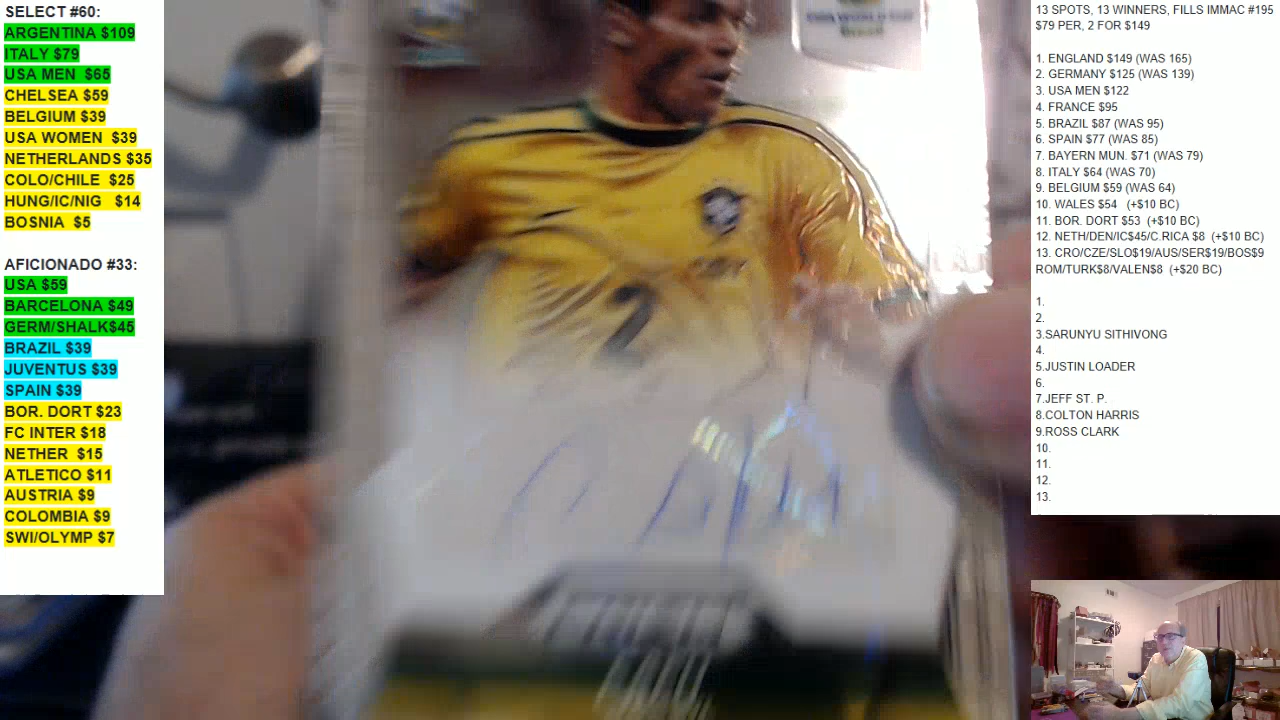 SELECT #60:
ARGENTINA $109
ITALY $79
USA MEN $65
CHELSEA $59
BELGIUM $39
USA WOMEN $39
NETHERLANDS $35
COLO/CHILE $25
HUNG/IC/NIG $14
BOSNIA $5
AFICIONADO #33:
USA $59
BARCELONA $49
GERM/SHALK$45
BRAZIL $39
JUVENTUS $39
SPAIN $39
BOR. DORT $23
FC INTER $18
NETHER $15
ATLETICO $11
AUSTRIA $9
COLOMBIA $9
SWI/OLYMP $7
13 SPOTS, 13 WINNERS, FILLS IMMAC #195
$79 PER, 2 FOR $149
1. ENGLAND $149 (WAS 165)
2. GERMANY $125 (WAS 139)
3. USA MEN $122
4. FRANCE $95
5. BRAZIL $87 (WAS 95)
6. SPAIN $77 (WAS 85)
7. BAYERN MUN. $71 (WAS 79)
8. ITALY $64 (WAS 70)
9. BELGIUM $59 (WAS 64)
10. WALES $54 (+$10 BC)
11. BOR. DORT $53 (+$10 BC)
12. NETH/DEN/IC$45/C.RICA $8 (+$10 BC)
13. CRO/CZE/SLO$19/AUS/SER$19/BOS$9
ROM/TURK$8/VALEN$8 (+$20 BC)
1.
2.
3.SARUNYU SITHIVONG
4.
5.JUSTIN LOADER
6.
7.JEFF ST. P.
8.COLTON HARRIS
9.ROSS CLARK
10.
11.
12.
13.
2